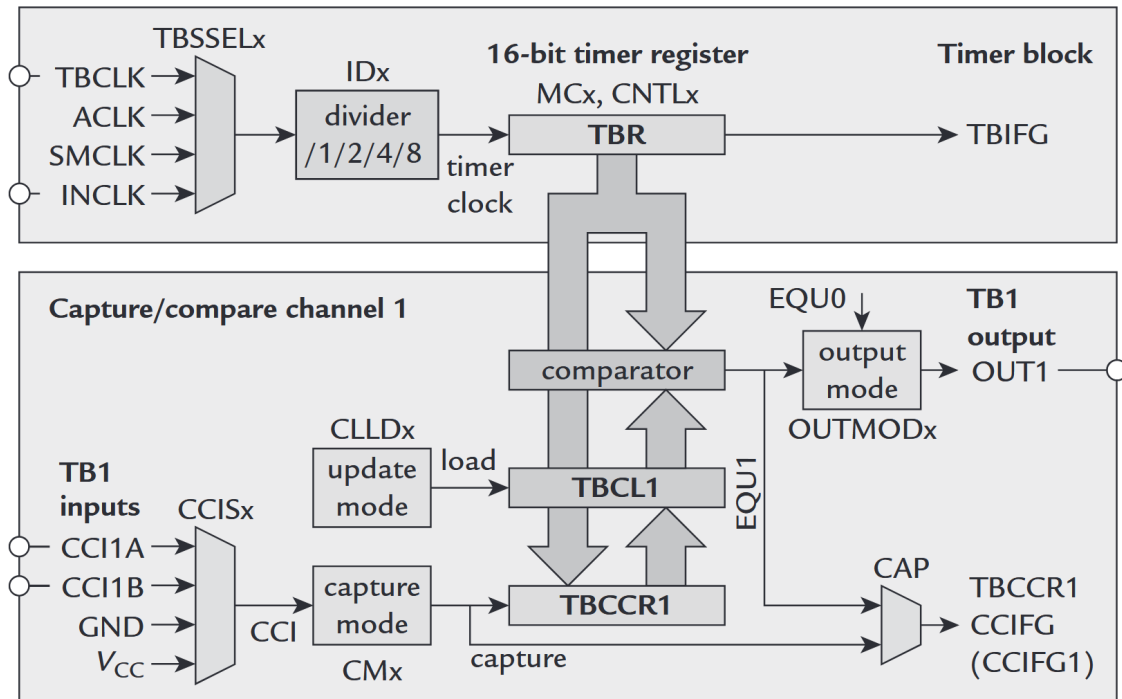 TBSSELx
TBCLK
ACLK
SMCLK
INCLK
IDx
divider
/1/2/4/8
timer
clock
16-bit timer register
MCx, CNTLx
TBR
Timer block
TBIFG
Capture/compare channel 1
EQU0
TB1
output
OUT1
comparator
output
mode
OUTMODx
CLLDx
update
mode
load
TBCL1
EQU1
TB1
inputs
CCISx
CCI1A
CCI1B
GND
VCC
CCI
capture
mode
CMx
capture
TBCCR1
CAP
TBCCR1
CCIFG
(CCIFG1)